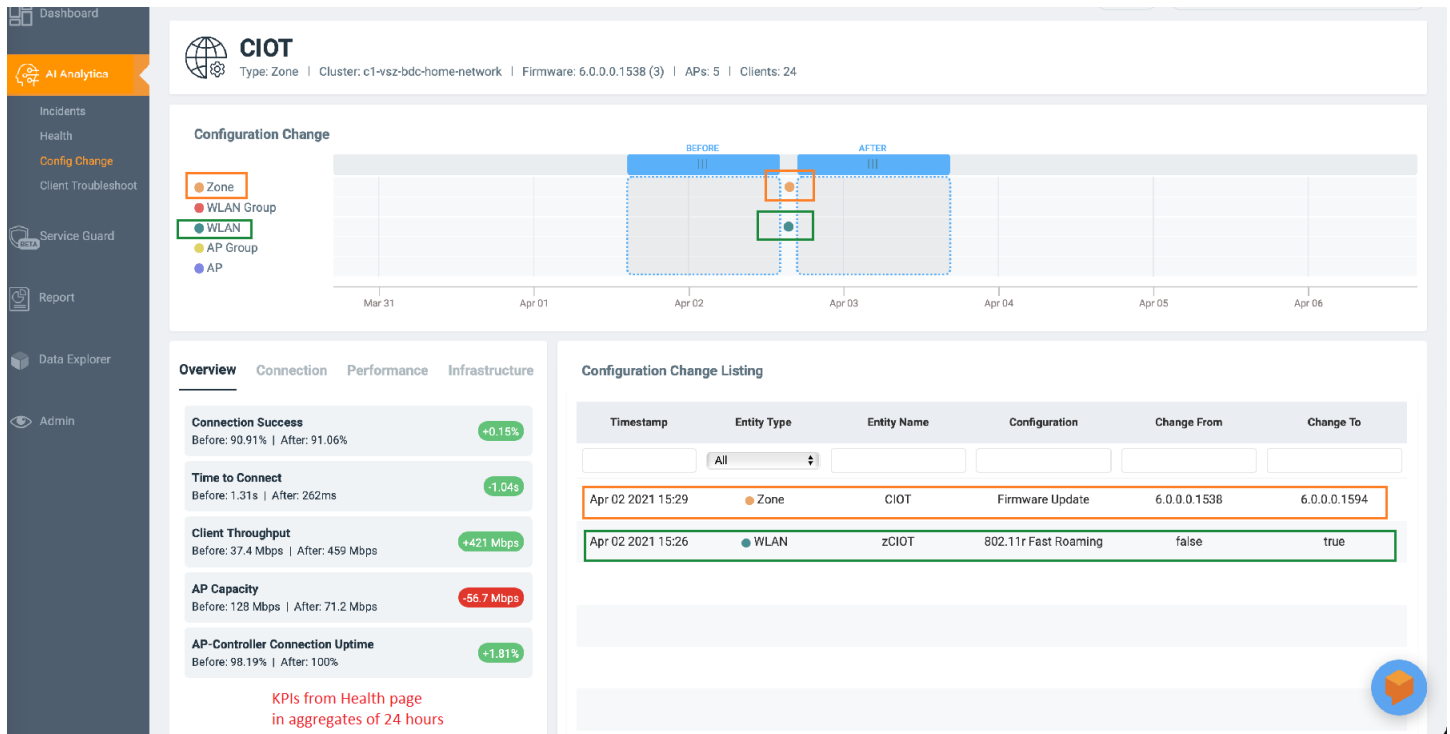 Dashboard
AI Analytica
Incidents
Health
Config Change
Client Troubleshoot
BETA
Service Guard
Report
Data Explorer
Admin
CIOT
Type: Zone | Cluster: c1-vsz-bdc-home-network | Firmware: 6.0.0.0.1538 (3) | APs: 5 | Clients: 24
Configuration Change
BEFORE AFTER
Zone
WLAN Group
WLAN
AP Group
AP
Mar 31 Apr 01 Apr 02 Apr 03 Apr 04 Apr 05 Apr 06
Overview Connection Performance Infrastructure
Connection Success
Before: 90.91% | After: 91.06%
+0.15%
Time to Connect
Before: 1.31s | After: 262ms
-1.04s
Client Throughput
Before: 37.4 Mbps | After: 459 Mbps
+421 Mbps
AP Capacity
Before: 128 Mbps | After: 71.2 Mbps
-56.7 Mbps
AP-Controller Connection Uptime
Before: 98.19% | After: 100%
+1.81%
KPIs from Health page
in aggregates of 24 hours
Configuration Change Listing
Timestamp Entity Type Entity Name Configuration Change From Change To
All
Apr 02 2021 15:29 Zone CIOT Firmware Update 6.0.0.0.1538 6.0.0.0.1594
Apr 02 2021 15:26 WLAN zCIOT 802.11r Fast Roaming false true